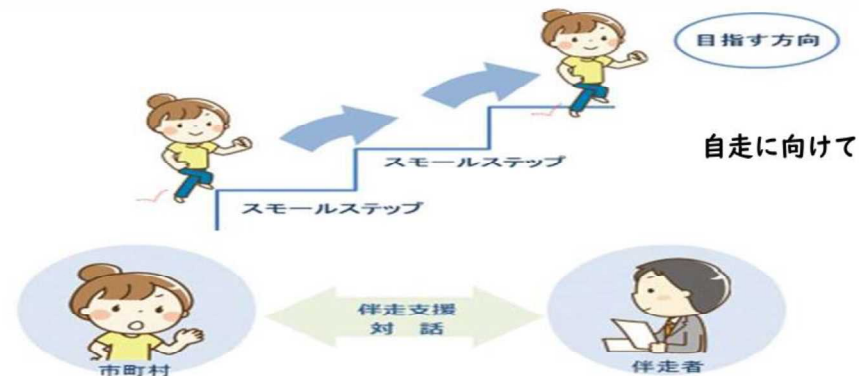 目指す方向
自走に向けて
スモールステップ
スモールステップ
伴走支援
対 話
市町村
伴走者